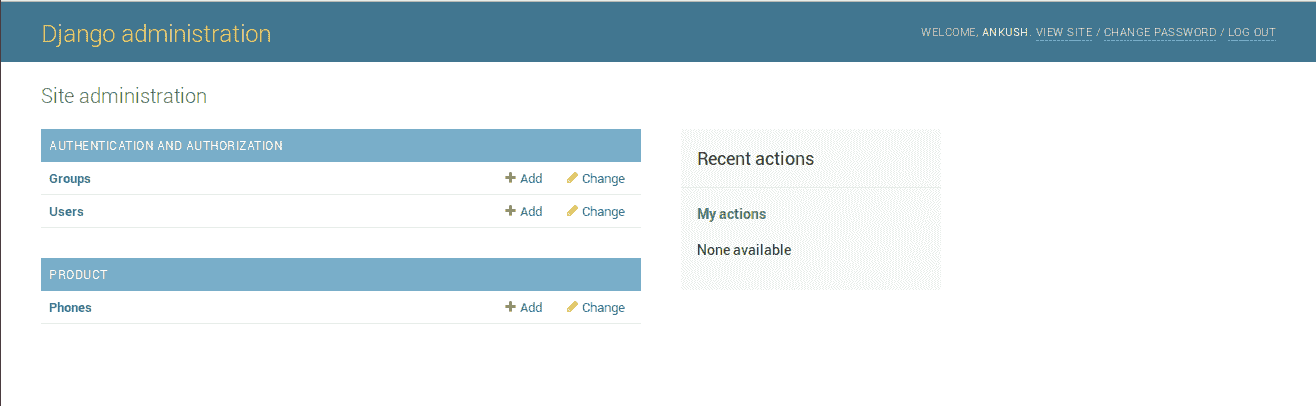 Django administration
WELCOME, ANKUSH. VIEW SITE / CHANGE PASSWORD / LOG OUT
Site administration
AUTHENTICATION AND AUTHORIZATION
Groups Add Change
Users Add Change
PRODUCT
Phones Add Change
Recent actions
My actions
None available